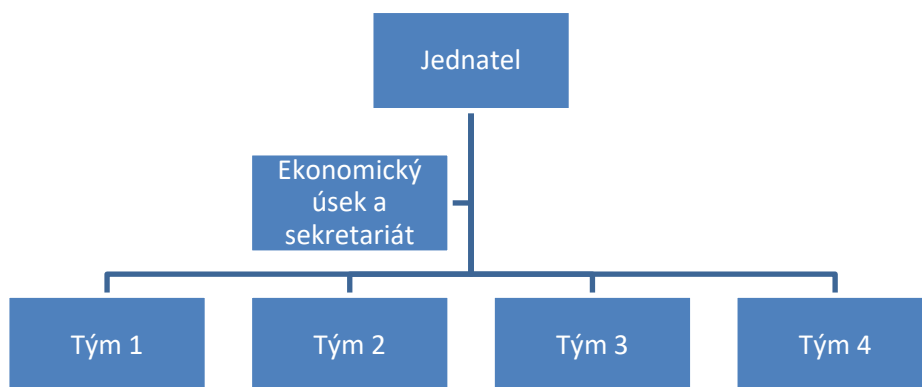 Jednatel
Ekonomický
úsek a
sekretariát
Tým 1
Tým 2
Tým 3
Tým 4